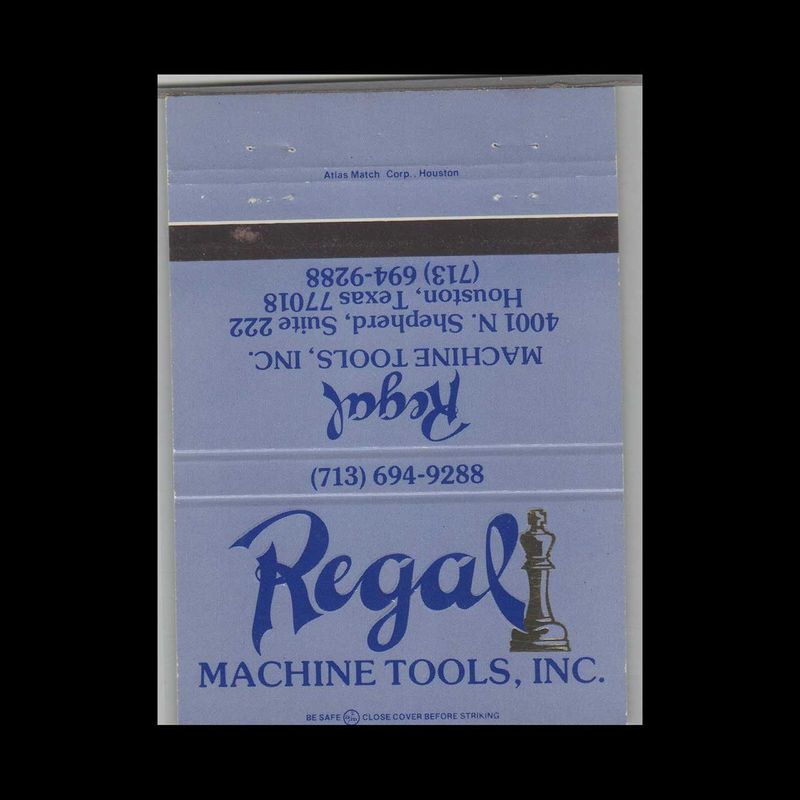 Atlas Match Corp., Houston
Regal
MACHINE TOOLS, INC.
4001 N. Shepherd, Suite 222
Houston, Texas 77018
(713) 694-9288
(713) 694-9288
Regal
MACHINE TOOLS, INC.
BE SAFE CLOSE COVER BEFORE STRIKING